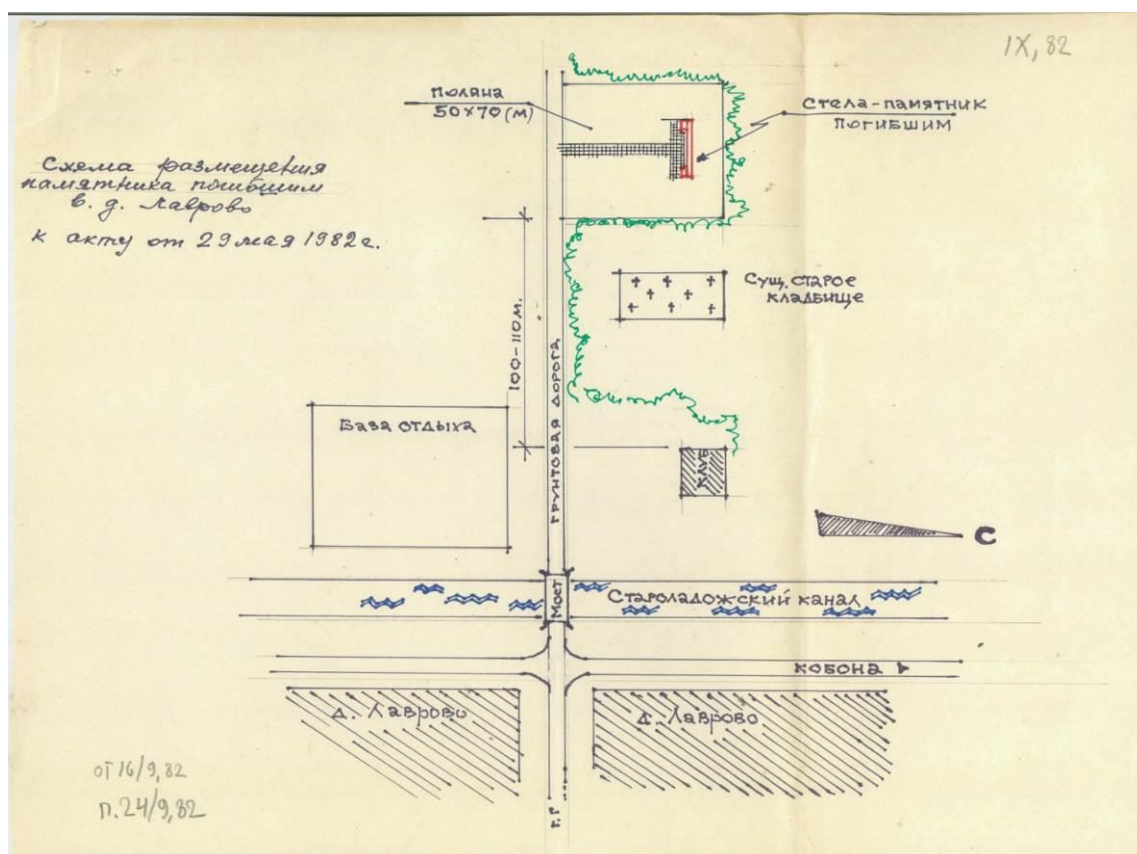 IX, 82
Поляна
50×70 (м)
Стела-памятник
погибшим
Схема размещения
памятника погибшим
в. д. Лаврово
к акту от 29 мая 1982 г.
Сущ. старое
кладбище
100-110 м.
грунтовая дорога
База отдыха
клуб
С
Мост
Староладожский канал
Кобона
д. Лаврово
д. Лаврово
от 16/9, 82
п. 24/9, 82